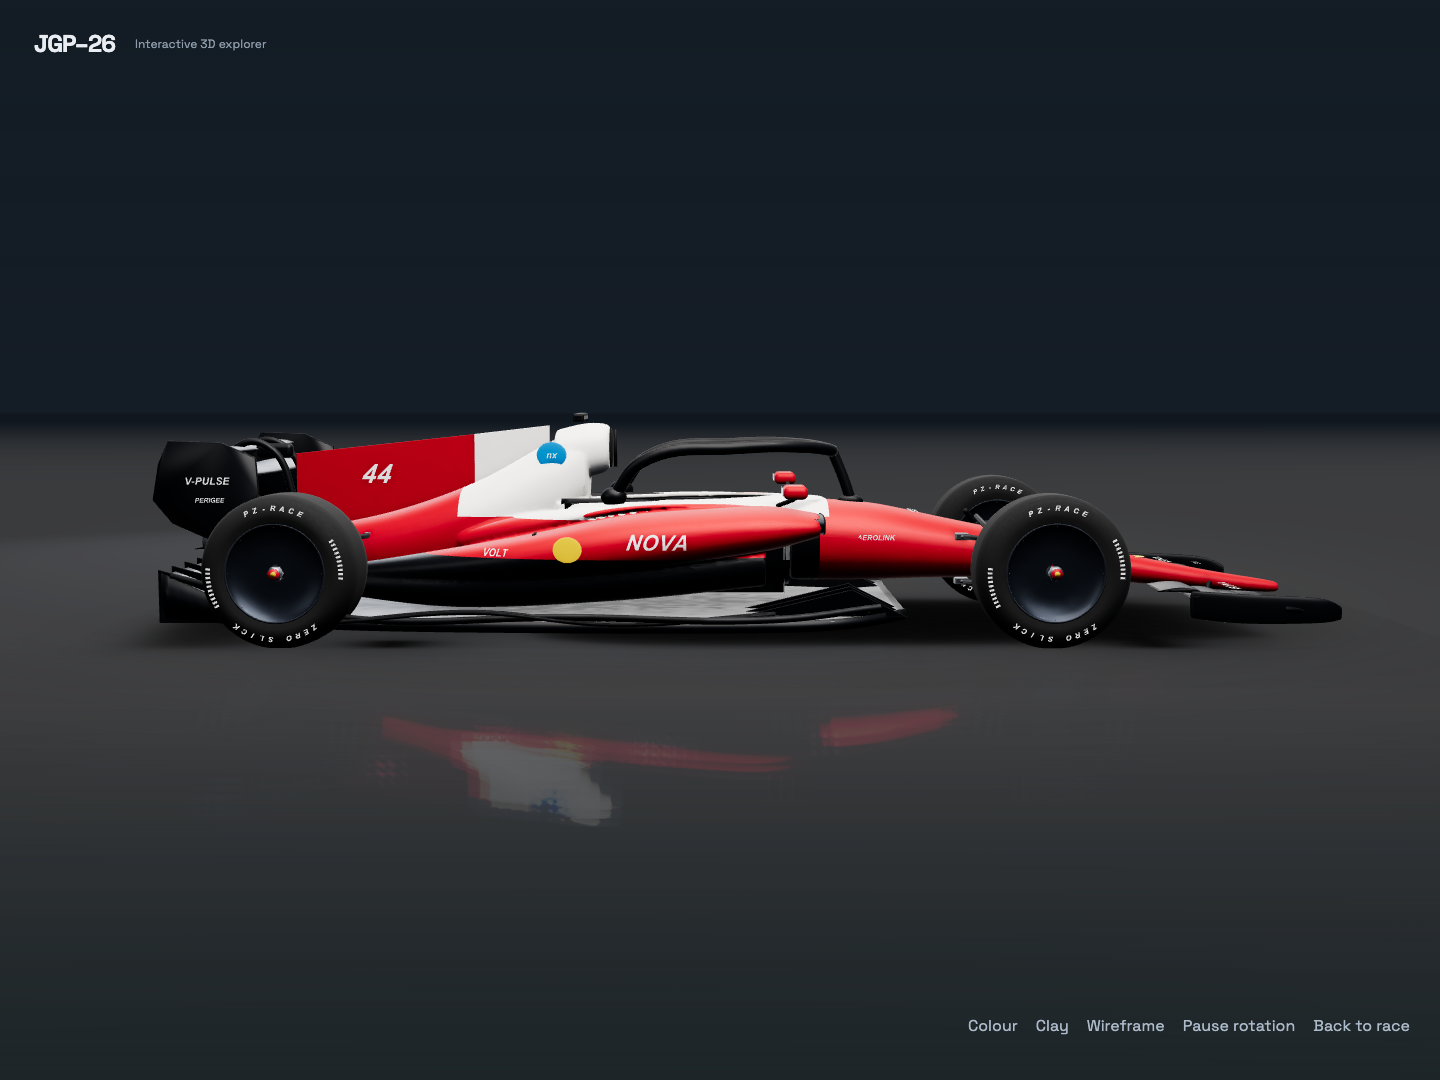 JGP–26 Interactive 3D explorer
44
nx
V-PULSE
PERIGEE
VOLT
NOVA
AEROLINK
PZ-RACE
ZERO SLICK
PZ-RACE
PZ-RACE
ZERO SLICK
Colour Clay Wireframe Pause rotation Back to race